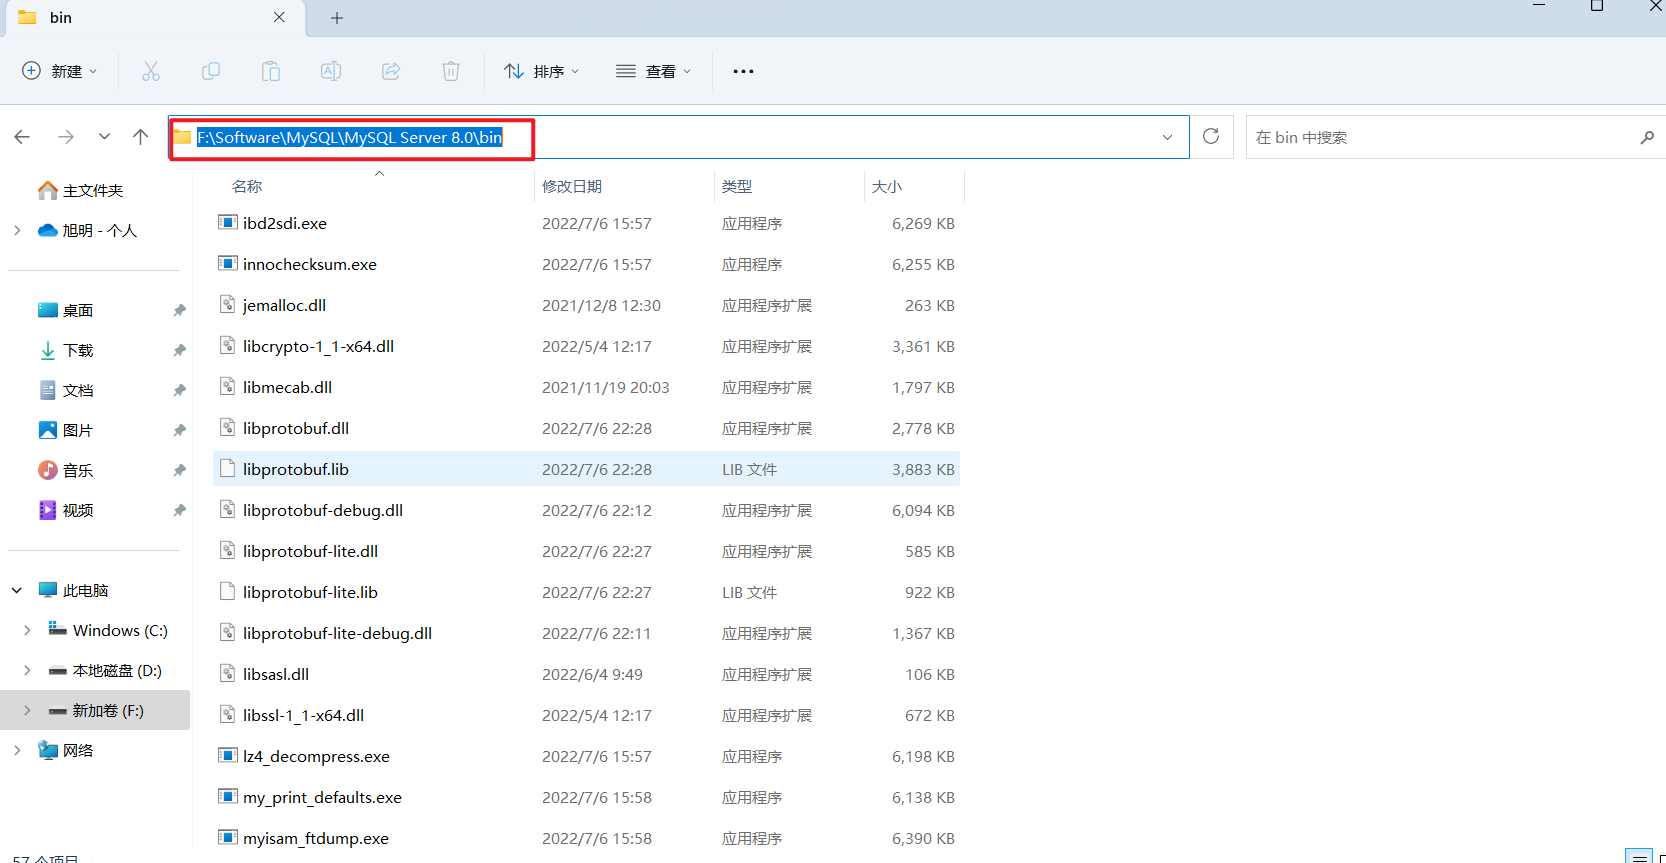 bin
新建
排序
查看
F:\Software\MySQL\MySQL Server 8.0\bin
在 bin 中搜索
主文件夹
旭明 - 个人
桌面
下载
文档
图片
音乐
视频
此电脑
Windows (C:)
本地磁盘 (D:)
新加卷 (F:)
网络
名称 修改日期 类型 大小
ibd2sdi.exe 2022/7/6 15:57 应用程序 6,269 KB
innochecksum.exe 2022/7/6 15:57 应用程序 6,255 KB
jemalloc.dll 2021/12/8 12:30 应用程序扩展 263 KB
libcrypto-1_1-x64.dll 2022/5/4 12:17 应用程序扩展 3,361 KB
libmecab.dll 2021/11/19 20:03 应用程序扩展 1,797 KB
libprotobuf.dll 2022/7/6 22:28 应用程序扩展 2,778 KB
libprotobuf.lib 2022/7/6 22:28 LIB 文件 3,883 KB
libprotobuf-debug.dll 2022/7/6 22:12 应用程序扩展 6,094 KB
libprotobuf-lite.dll 2022/7/6 22:27 应用程序扩展 585 KB
libprotobuf-lite.lib 2022/7/6 22:27 LIB 文件 922 KB
libprotobuf-lite-debug.dll 2022/7/6 22:11 应用程序扩展 1,367 KB
libsasl.dll 2022/6/4 9:49 应用程序扩展 106 KB
libssl-1_1-x64.dll 2022/5/4 12:17 应用程序扩展 672 KB
lz4_decompress.exe 2022/7/6 15:57 应用程序 6,198 KB
my_print_defaults.exe 2022/7/6 15:58 应用程序 6,138 KB
myisam_ftdump.exe 2022/7/6 15:58 应用程序 6,390 KB
57 个项目